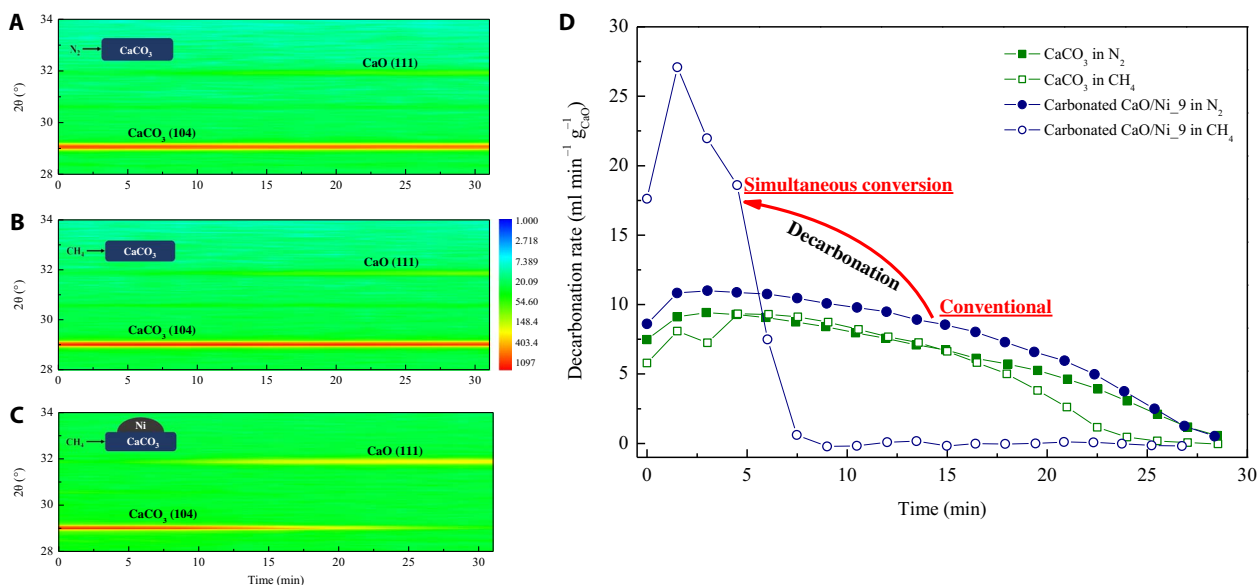 A
34
32
30
28
2θ (°)
N₂
CaCO₃
CaO (111)
CaCO₃ (104)
0 5 10 15 20 25 30
B
34
32
30
28
2θ (°)
CH₄
CaCO₃
CaO (111)
CaCO₃ (104)
0 5 10 15 20 25 30
1.000
2.718
7.389
20.09
54.60
148.4
403.4
1097
C
34
32
30
28
2θ (°)
Ni
CH₄
CaCO₃
CaO (111)
CaCO₃ (104)
0 5 10 15 20 25 30
Time (min)
D
30
25
20
15
10
5
0
Decarbonation rate (ml min⁻¹ g⁻¹CaO)
CaCO₃ in N₂
CaCO₃ in CH₄
Carbonated CaO/Ni_9 in N₂
Carbonated CaO/Ni_9 in CH₄
Simultaneous conversion
Decarbonation
Conventional
0 5 10 15 20 25 30
Time (min)